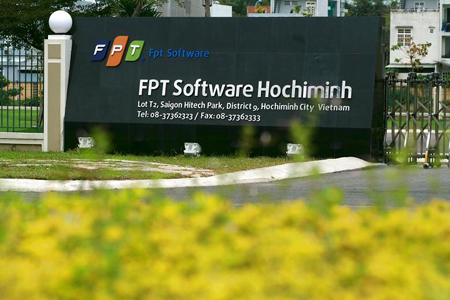 FPT Fpt Software
FPT Software Hochiminh
Lot T2, Saigon Hitech Park, District 9, Hochiminh City Vietnam
Tel: 08-37362323 / Fax: 08-37362333
FPT